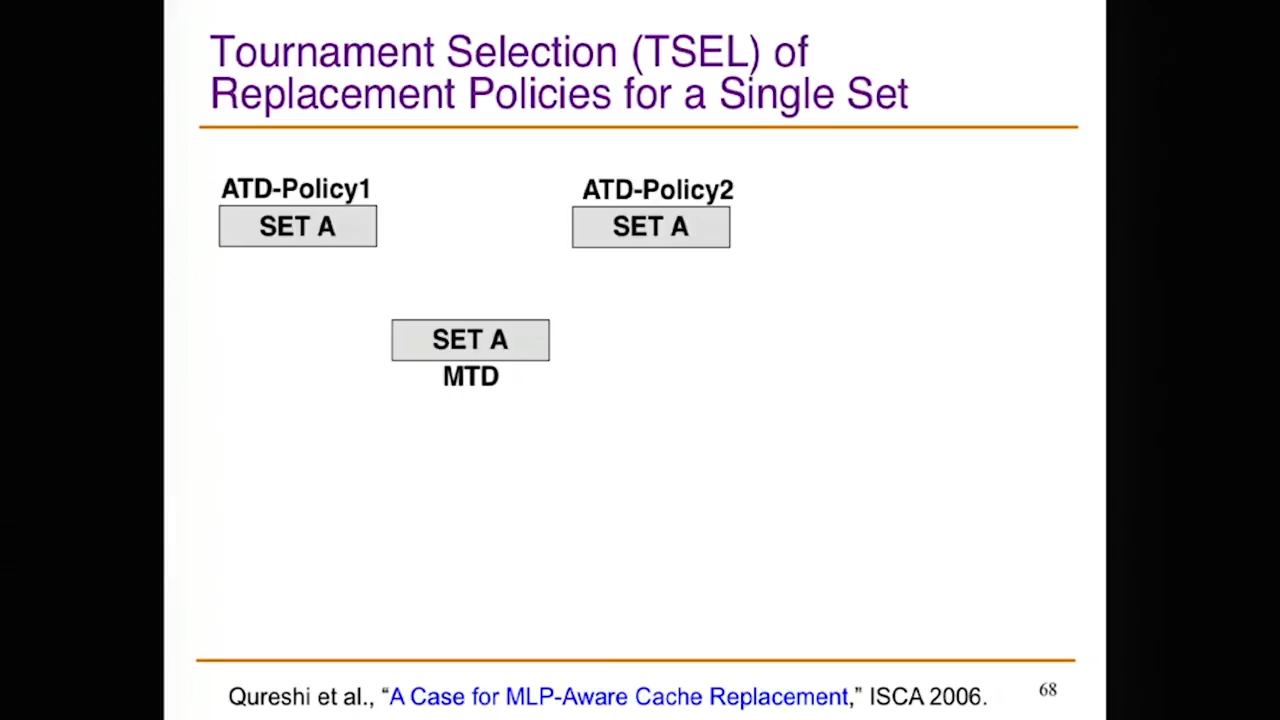 Tournament Selection (TSEL) of
Replacement Policies for a Single Set
ATD-Policy1
ATD-Policy2
SET A
SET A
SET A
MTD
Qureshi et al., “A Case for MLP-Aware Cache Replacement,” ISCA 2006.
68